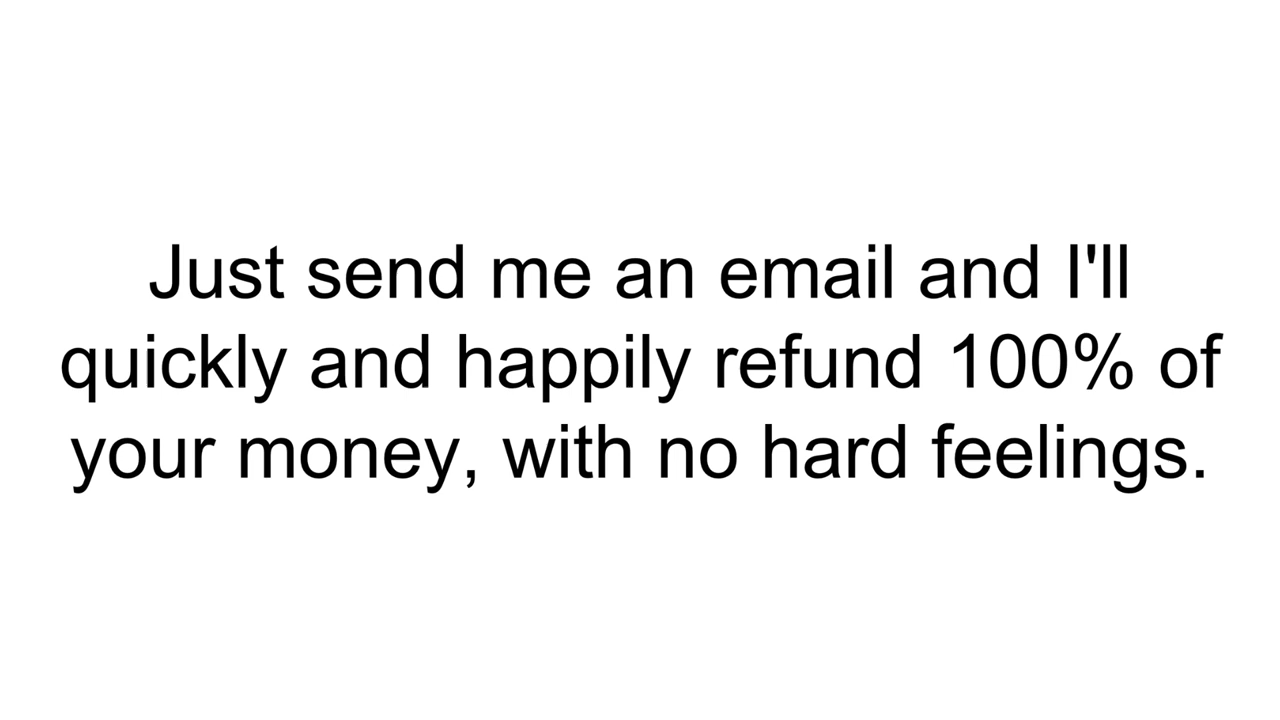 Just send me an email and I'll
quickly and happily refund 100% of
your money, with no hard feelings.